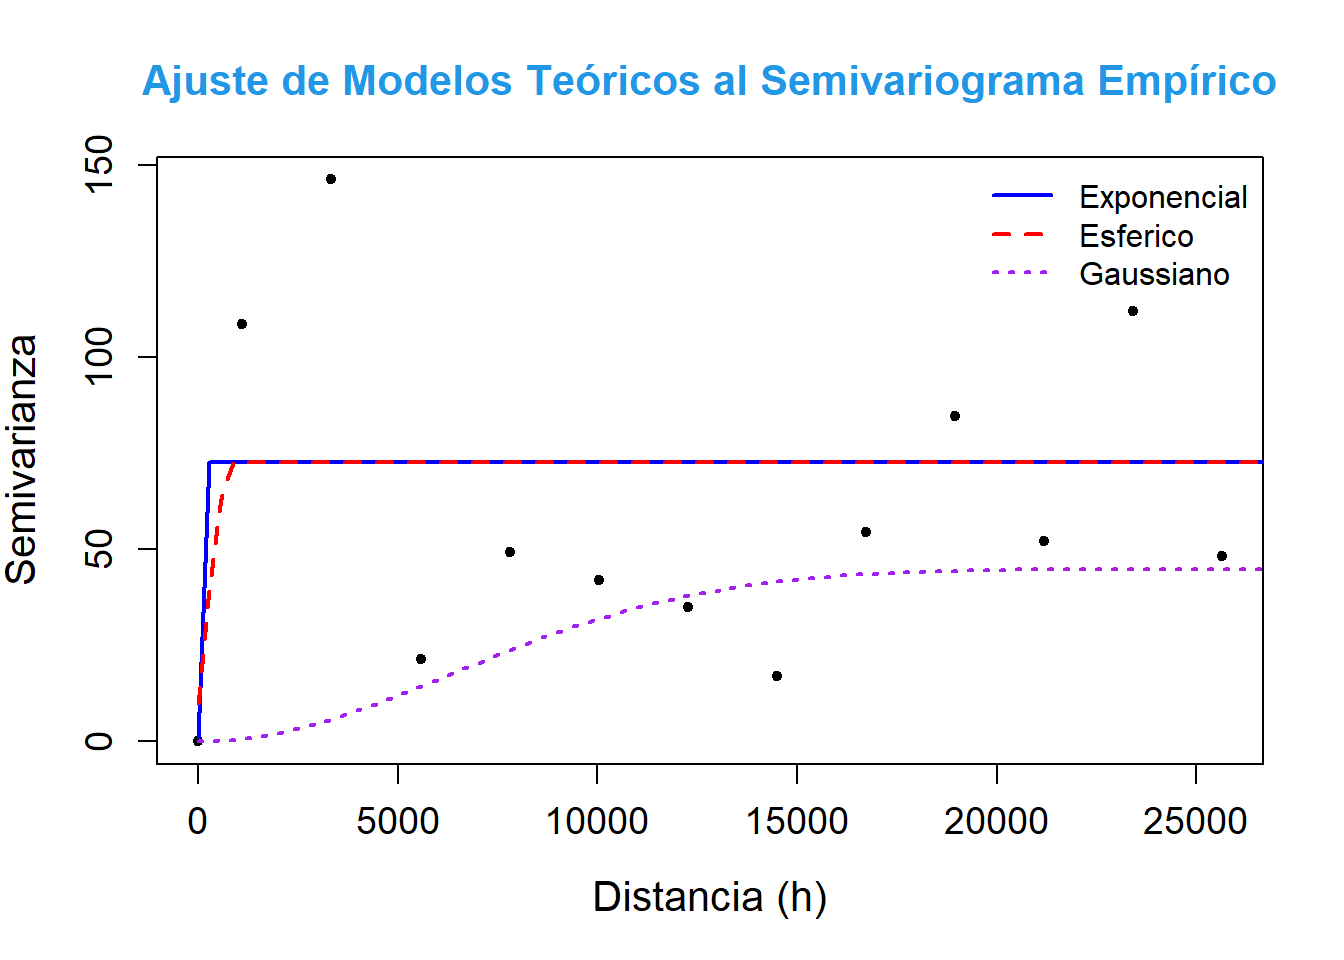 Ajuste de Modelos Teóricos al Semivariograma Empírico
Semivarianza
150
100
50
0
Exponencial
Esferico
Gaussiano
0 5000 10000 15000 20000 25000
Distancia (h)